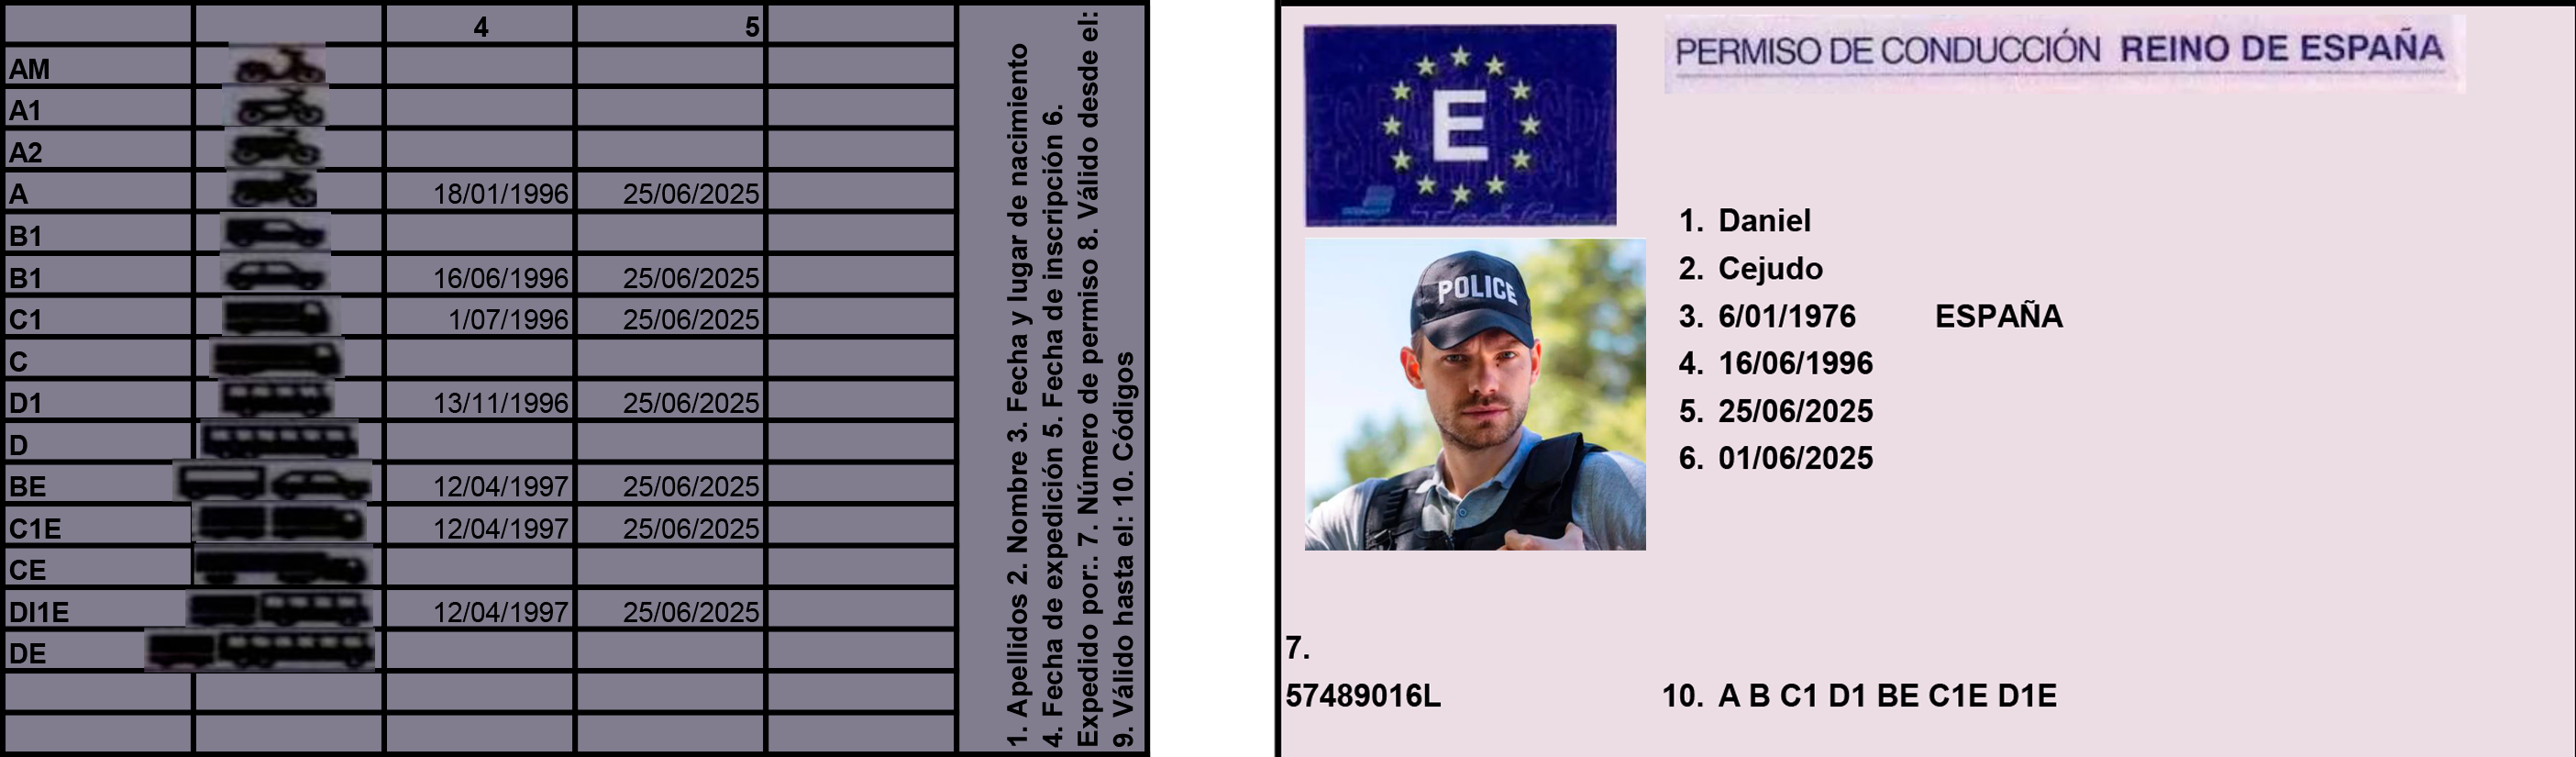 4 5
AM
A1
A2
A 18/01/1996 25/06/2025
B1
B1 16/06/1996 25/06/2025
C1 1/07/1996 25/06/2025
C
D1 13/11/1996 25/06/2025
D
BE 12/04/1997 25/06/2025
C1E 12/04/1997 25/06/2025
CE
DI1E 12/04/1997 25/06/2025
DE
1. Apellidos 2. Nombre 3. Fecha y lugar de nacimiento
4. Fecha de expedición 5. Fecha de inscripción 6.
Expedido por:. 7. Número de permiso 8. Válido desde el:
9. Válido hasta el: 10. Códigos
PERMISO DE CONDUCCIÓN REINO DE ESPAÑA
E
POLICE
1. Daniel
2. Cejudo
3. 6/01/1976 ESPAÑA
4. 16/06/1996
5. 25/06/2025
6. 01/06/2025
7.
57489016L
10. A B C1 D1 BE C1E D1E